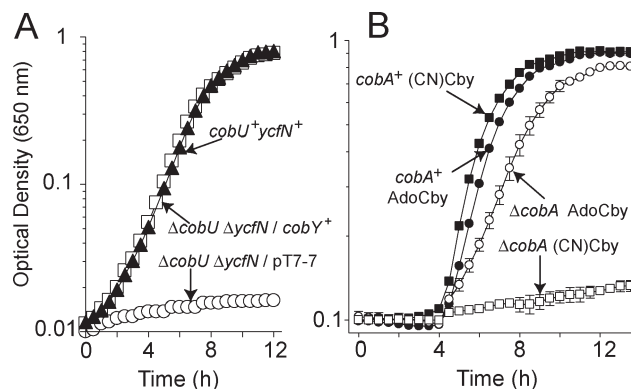 A
B
Optical Density (650 nm)
1
0.1
0.01
cobU+ycfN+
ΔcobU ΔycfN / cobY+
ΔcobU ΔycfN / pT7-7
0 4 8 12
Time (h)
1
0.1
cobA+ (CN)Cby
cobA+
AdoCby
ΔcobA AdoCby
ΔcobA (CN)Cby
0 4 8 12
Time (h)